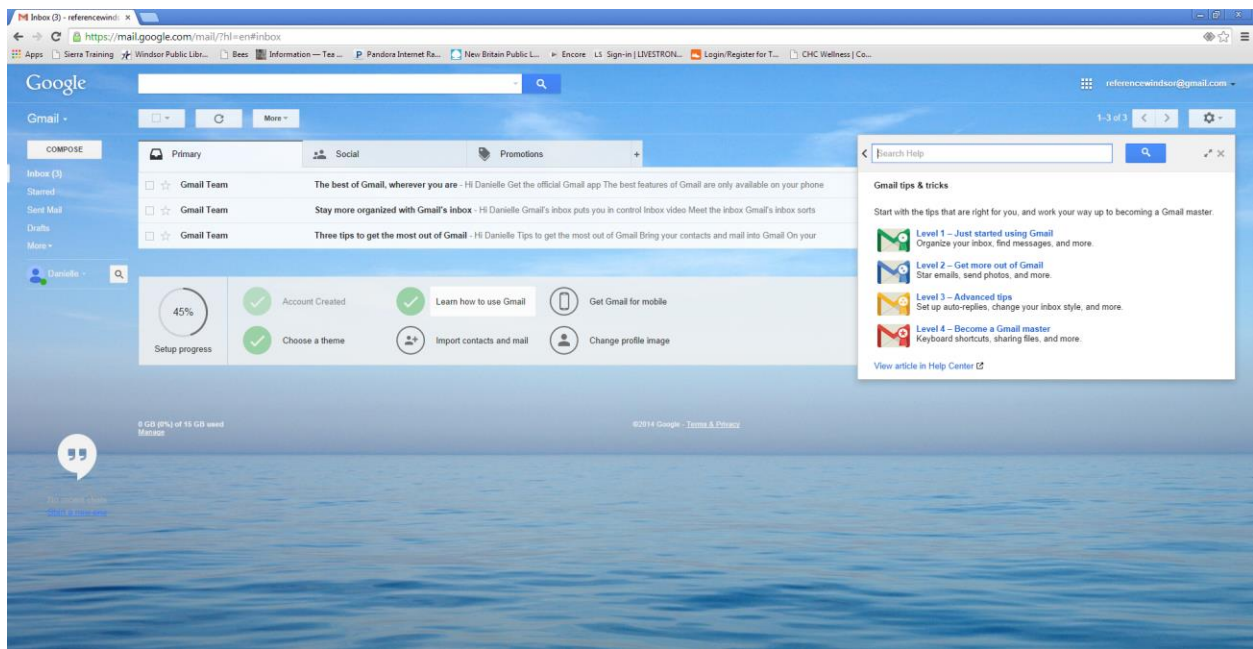 Inbox (3) - referencewind
https://mail.google.com/mail/?hl=en#inbox
Apps Sierra Training Windsor Public Libr... Bees Information — Tea ... Pandora Internet Ra... New Britain Public L... Encore LS Sign-in | LIVESTRON... Login/Register for T... CHC Wellness | Co...
Google
referencewindsor@gmail.com
Gmail
More
1-3 of 3
COMPOSE
Primary Social Promotions +
Inbox (3)
Starred
Sent Mail
Drafts
More
Danielle
Gmail Team The best of Gmail, wherever you are - Hi Danielle Get the official Gmail app The best features of Gmail are only available on your phone
Gmail Team Stay more organized with Gmail's inbox - Hi Danielle Gmail's inbox puts you in control Inbox video Meet the inbox Gmail's inbox sorts
Gmail Team Three tips to get the most out of Gmail - Hi Danielle Tips to get the most out of Gmail Bring your contacts and mail into Gmail On your
45%
Setup progress
Account Created Learn how to use Gmail Get Gmail for mobile
Choose a theme Import contacts and mail Change profile image
Search Help
Gmail tips & tricks
Start with the tips that are right for you, and work your way up to becoming a Gmail master.
Level 1 – Just started using Gmail
Organize your inbox, find messages, and more.
Level 2 – Get more out of Gmail
Star emails, send photos, and more.
Level 3 – Advanced tips
Set up auto-replies, change your inbox style, and more.
Level 4 – Become a Gmail master
Keyboard shortcuts, sharing files, and more.
View article in Help Center
0 GB (0%) of 15 GB used
Manage
©2014 Google - Terms & Privacy